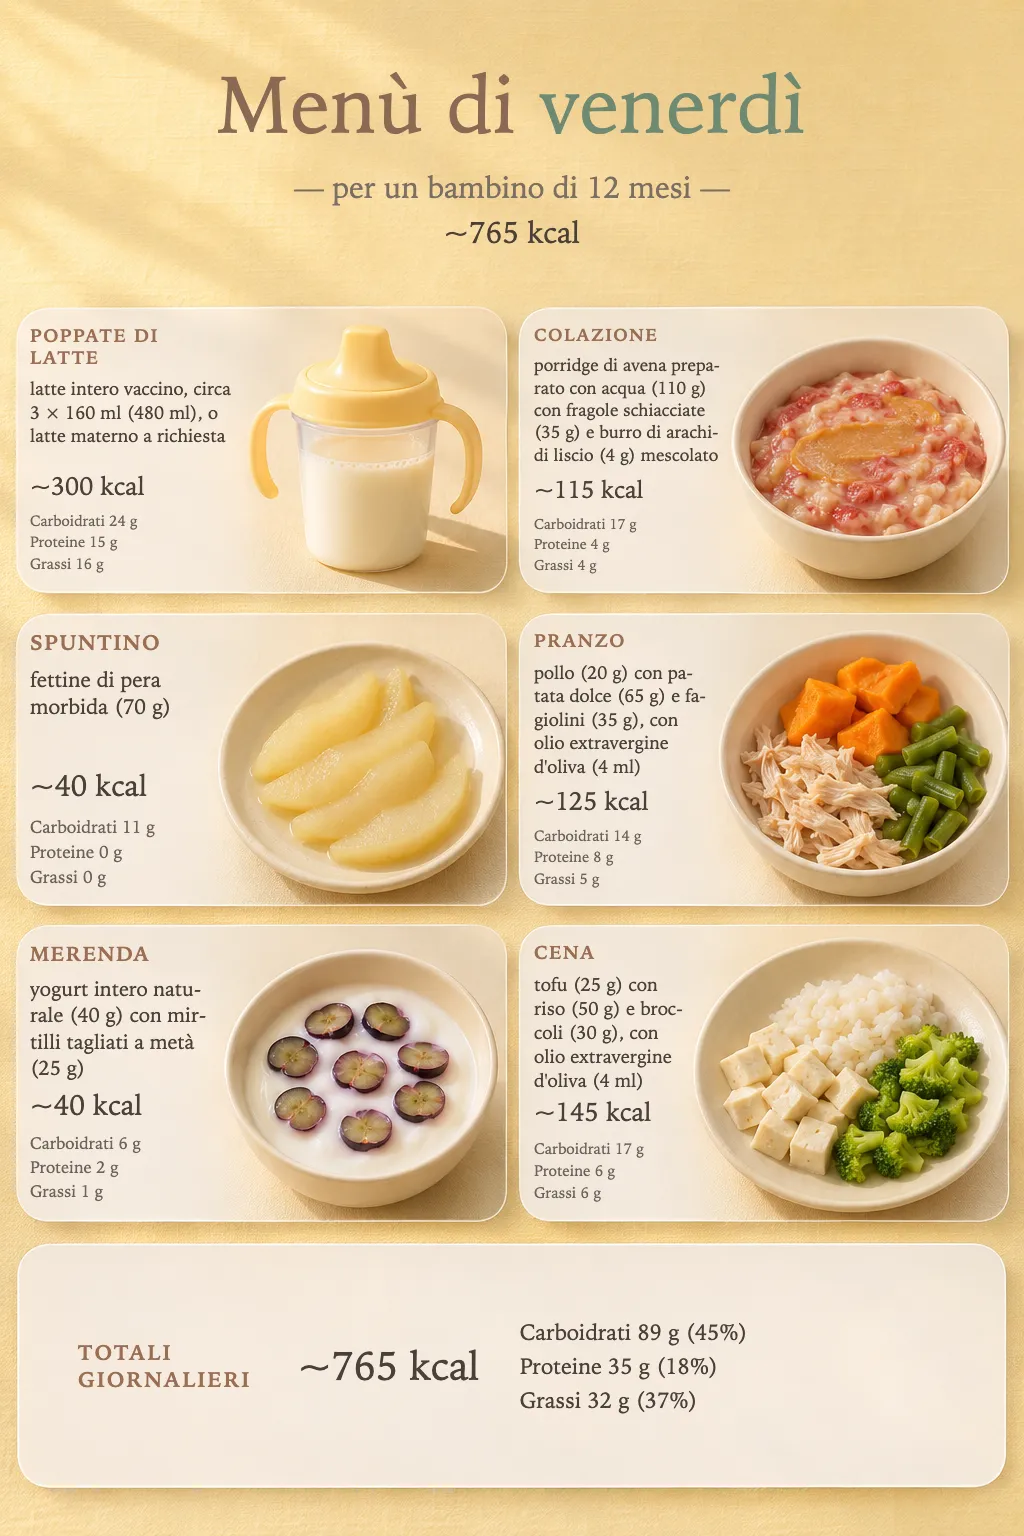 Menù di venerdì
— per un bambino di 12 mesi —
~765 kcal
POPPATE DI
LATTE
latte intero vaccino, circa
3 × 160 ml (480 ml), o
latte materno a richiesta
~300 kcal
Carboidrati 24 g
Proteine 15 g
Grassi 16 g
COLAZIONE
porridge di avena prepa-
rato con acqua (110 g)
con fragole schiacciate
(35 g) e burro di arachi-
di liscio (4 g) mescolato
~115 kcal
Carboidrati 17 g
Proteine 4 g
Grassi 4 g
SPUNTINO
fettine di pera
morbida (70 g)
~40 kcal
Carboidrati 11 g
Proteine 0 g
Grassi 0 g
PRANZO
pollo (20 g) con pa-
tata dolce (65 g) e fa-
giolini (35 g), con
olio extravergine
d'oliva (4 ml)
~125 kcal
Carboidrati 14 g
Proteine 8 g
Grassi 5 g
MERENDA
yogurt intero natu-
rale (40 g) con mir-
tilli tagliati a metà
(25 g)
~40 kcal
Carboidrati 6 g
Proteine 2 g
Grassi 1 g
CENA
tofu (25 g) con
riso (50 g) e broc-
coli (30 g), con
olio extravergine
d'oliva (4 ml)
~145 kcal
Carboidrati 17 g
Proteine 6 g
Grassi 6 g
TOTALI
GIORNALIERI
~765 kcal
Carboidrati 89 g (45%)
Proteine 35 g (18%)
Grassi 32 g (37%)